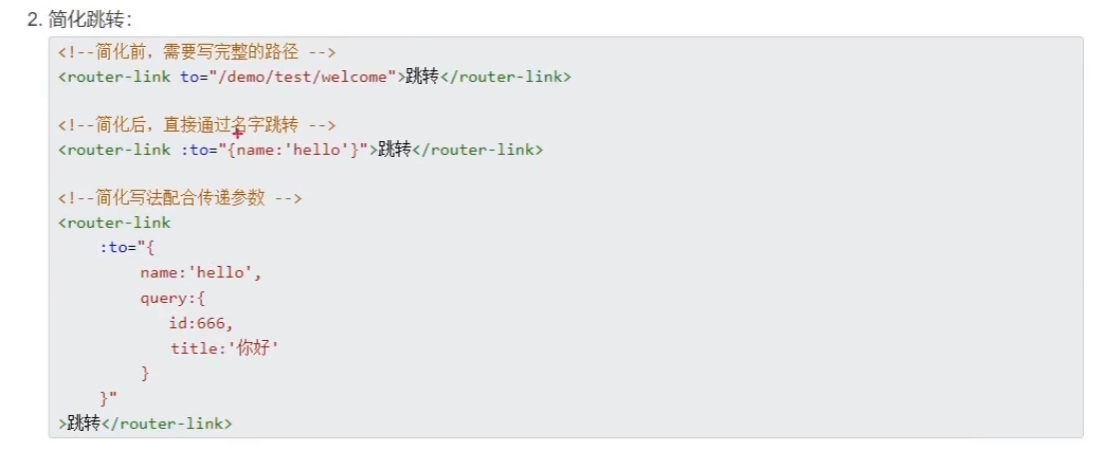 2. 简化跳转：
<!--简化前，需要写完整的路径 -->
<router-link to="/demo/test/welcome">跳转</router-link>
<!--简化后，直接通过名字跳转 -->
<router-link :to="{name:'hello'}">跳转</router-link>
<!--简化写法配合传递参数 -->
<router-link
:to="{
name:'hello',
query:{
id:666,
title:'你好'
}
}"
>跳转</router-link>